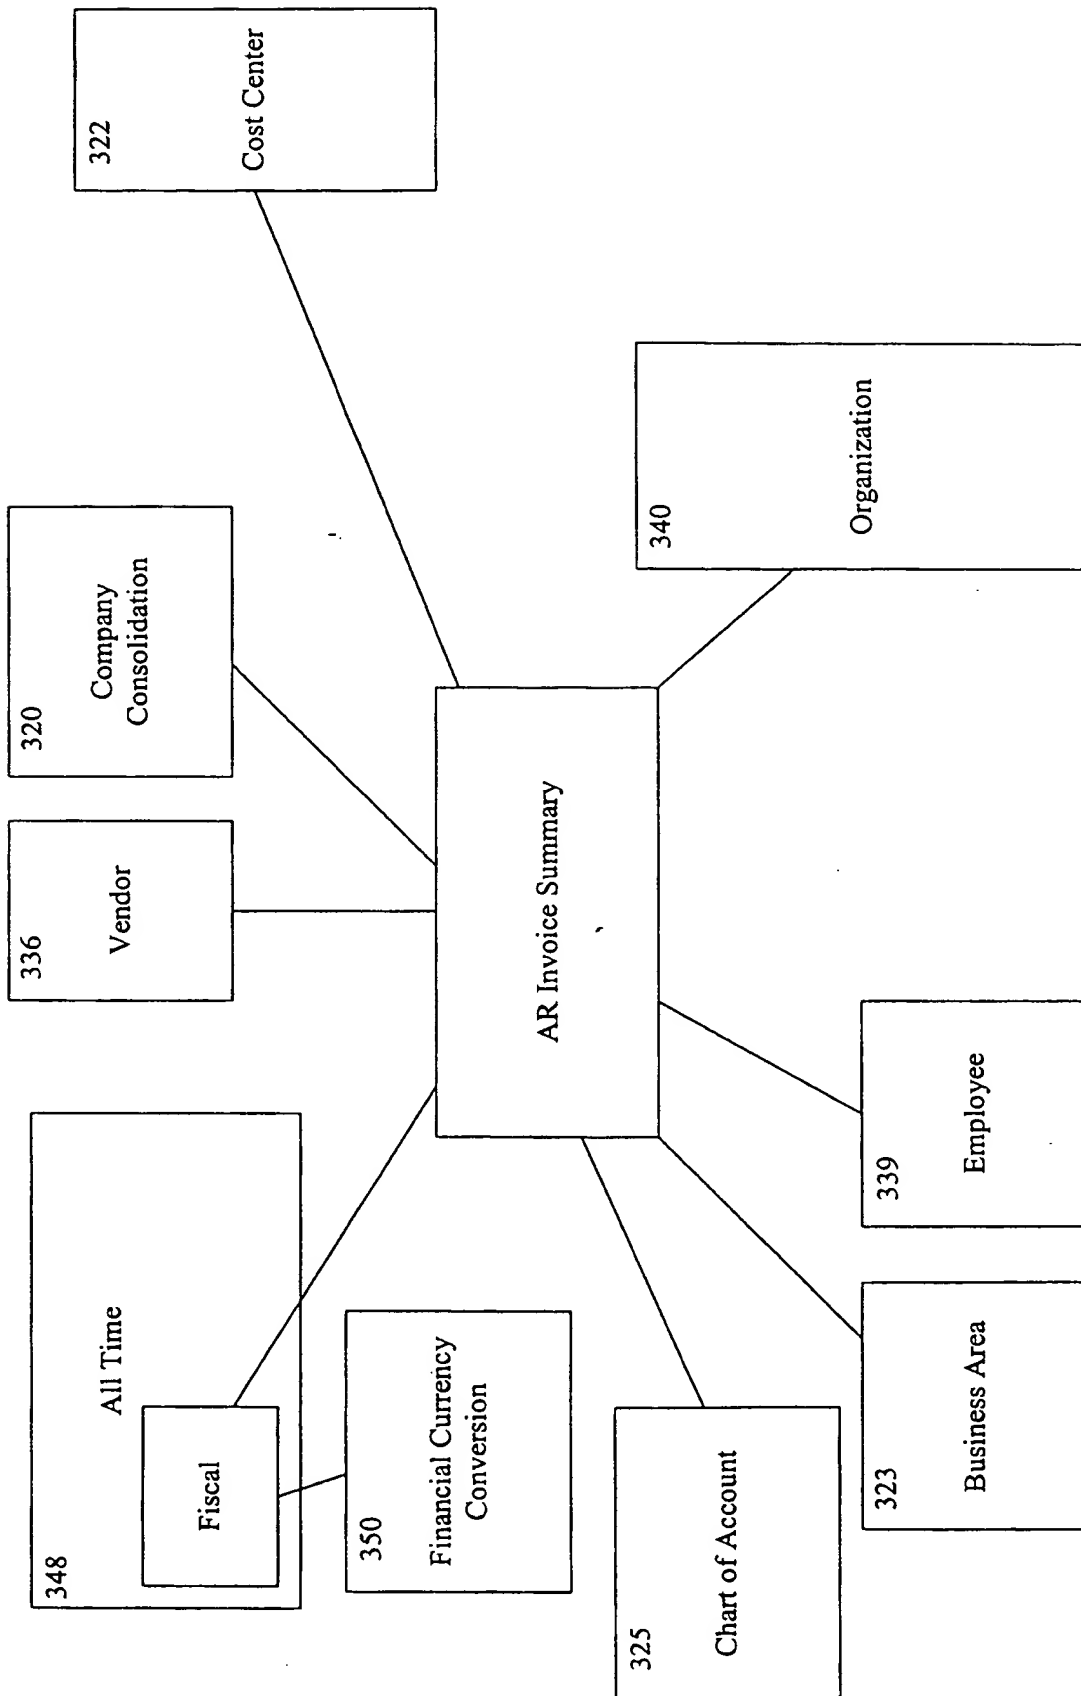 348
All Time
Fiscal
336
Vendor
320
Company
Consolidation
322
Cost Center
350
Financial Currency
Conversion
AR Invoice Summary
325
Chart of Account
340
Organization
323
Business Area
339
Employee